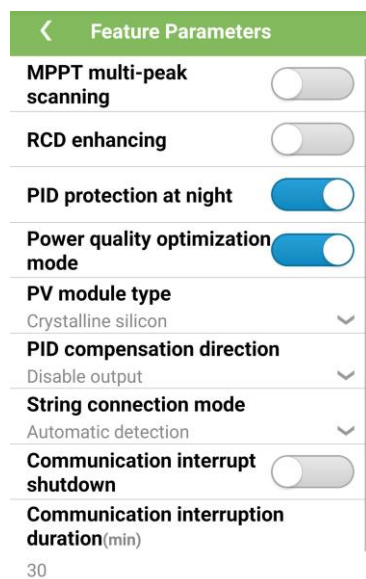 Feature Parameters
MPPT multi-peak
scanning
RCD enhancing
PID protection at night
Power quality optimization
mode
PV module type
Crystalline silicon
PID compensation direction
Disable output
String connection mode
Automatic detection
Communication interrupt
shutdown
Communication interruption
duration(min)
30